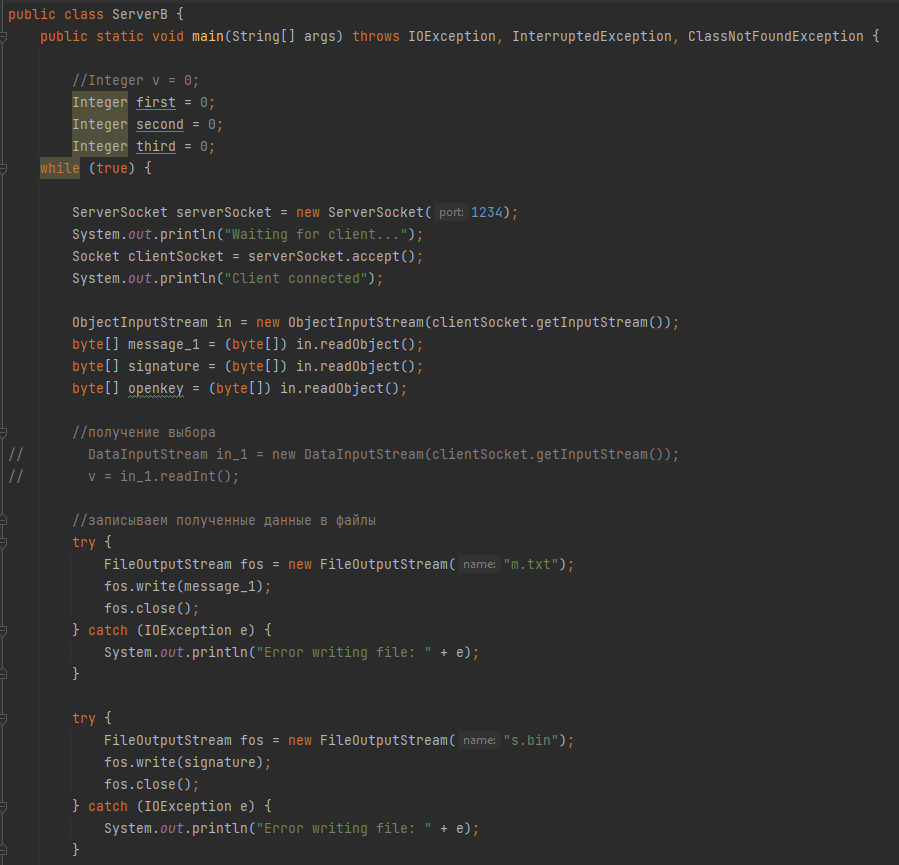 public class ServerB {
public static void main(String[] args) throws IOException, InterruptedException, ClassNotFoundException {
//Integer v = 0;
Integer first = 0;
Integer second = 0;
Integer third = 0;
while (true) {
ServerSocket serverSocket = new ServerSocket( port: 1234);
System.out.println("Waiting for client...");
Socket clientSocket = serverSocket.accept();
System.out.println("Client connected");
ObjectInputStream in = new ObjectInputStream(clientSocket.getInputStream());
byte[] message_1 = (byte[]) in.readObject();
byte[] signature = (byte[]) in.readObject();
byte[] openkey = (byte[]) in.readObject();
//получение выбора
// DataInputStream in_1 = new DataInputStream(clientSocket.getInputStream());
// v = in_1.readInt();
//записываем полученные данные в файлы
try {
FileOutputStream fos = new FileOutputStream( name: "m.txt");
fos.write(message_1);
fos.close();
} catch (IOException e) {
System.out.println("Error writing file: " + e);
}
try {
FileOutputStream fos = new FileOutputStream( name: "s.bin");
fos.write(signature);
fos.close();
} catch (IOException e) {
System.out.println("Error writing file: " + e);
}